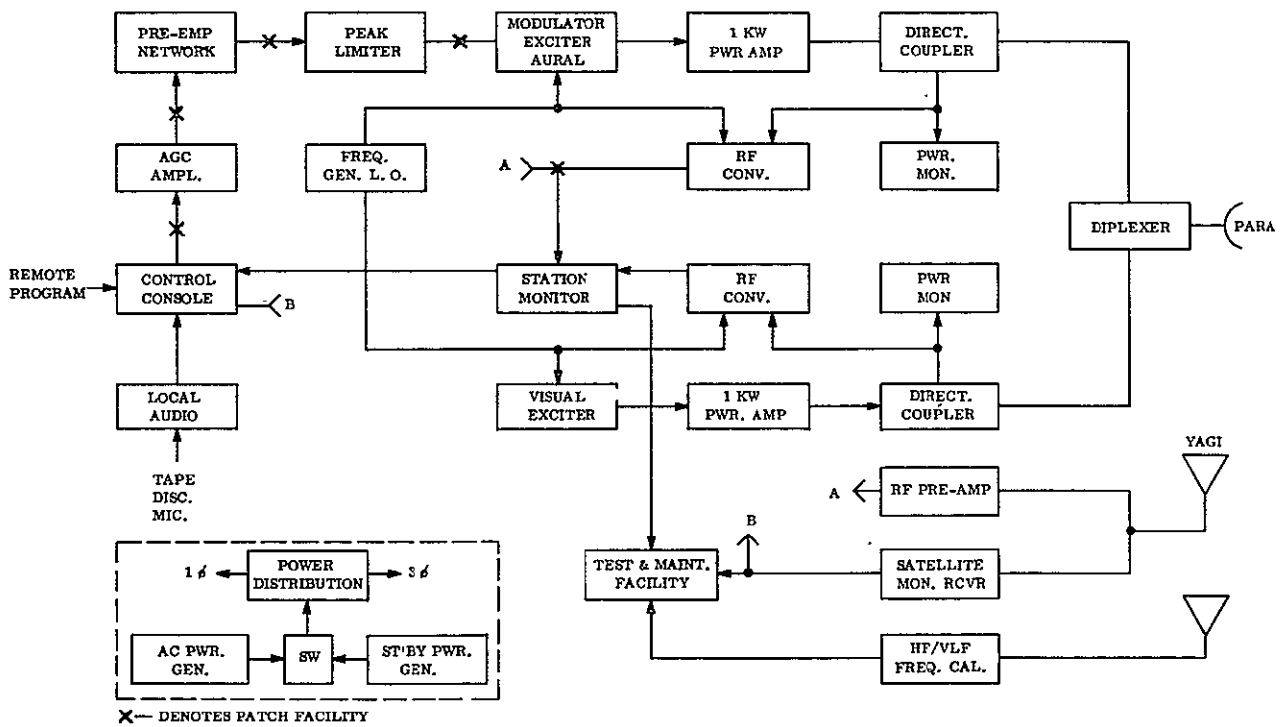 PRE-EMP
NETWORK
PEAK
LIMITER
MODULATOR
EXCITER
AURAL
1 KW
PWR AMP
DIRECT.
COUPLER
AGC
AMPL.
FREQ.
GEN. L. O.
A
RF
CONV.
PWR.
MON.
DIPLEXER
PARA
REMOTE
PROGRAM
CONTROL
CONSOLE
B
STATION
MONITOR
RF
CONV.
PWR
MON
LOCAL
AUDIO
VISUAL
EXCITER
1 KW
PWR. AMP
DIRECT.
COUPLER
TAPE
DISC.
MIC.
YAGI
A
RF PRE-AMP
B
POWER
DISTRIBUTION
1 ø
3 ø
TEST & MAINT.
FACILITY
SATELLITE
MON. RCVR
AC PWR.
GEN.
SW
ST'BY PWR.
GEN.
HF/VLF
FREQ. CAL.
X — DENOTES PATCH FACILITY